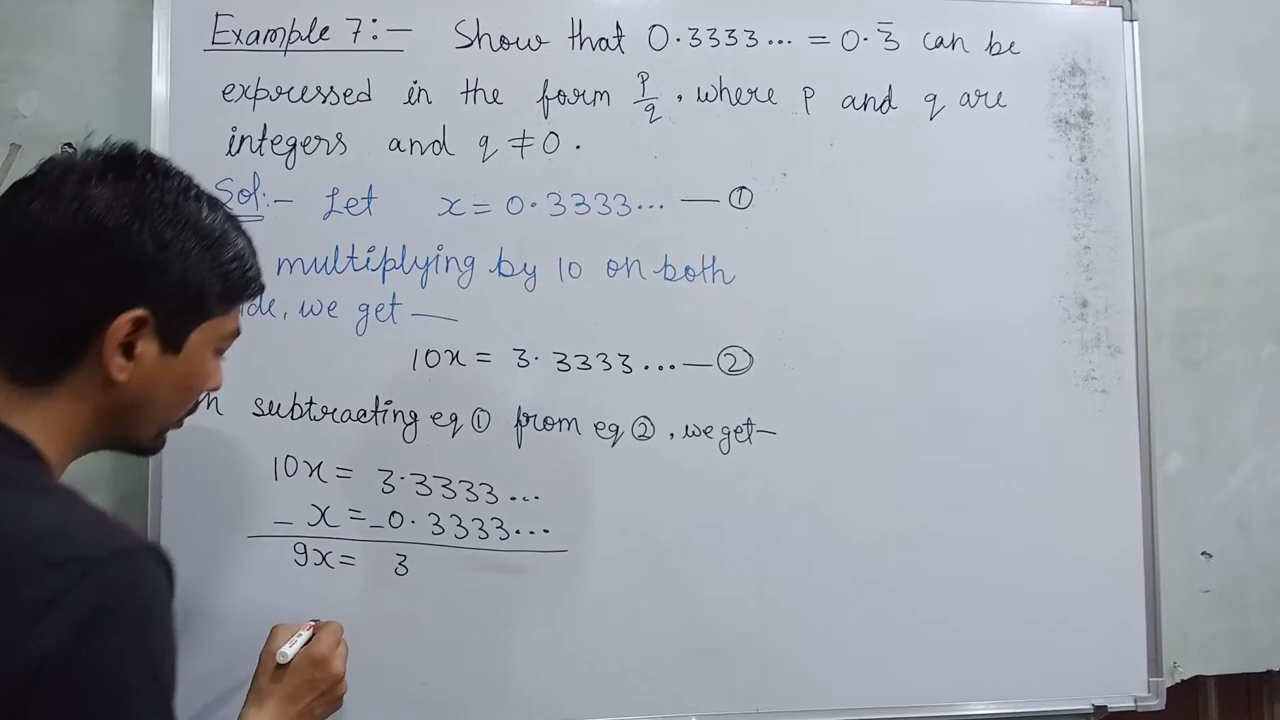 Example 7:- Show that 0.3333... = 0.3̄ can be
expressed in the form p/q, where p and q are
integers and q ≠ 0.
Sol:- Let x = 0.3333... — ①
multiplying by 10 on both
we get —
10x = 3.3333... — ②
subtracting eq ① from eq ②, we get —
10x = 3.3333...
- x = -0.3333...
9x = 3